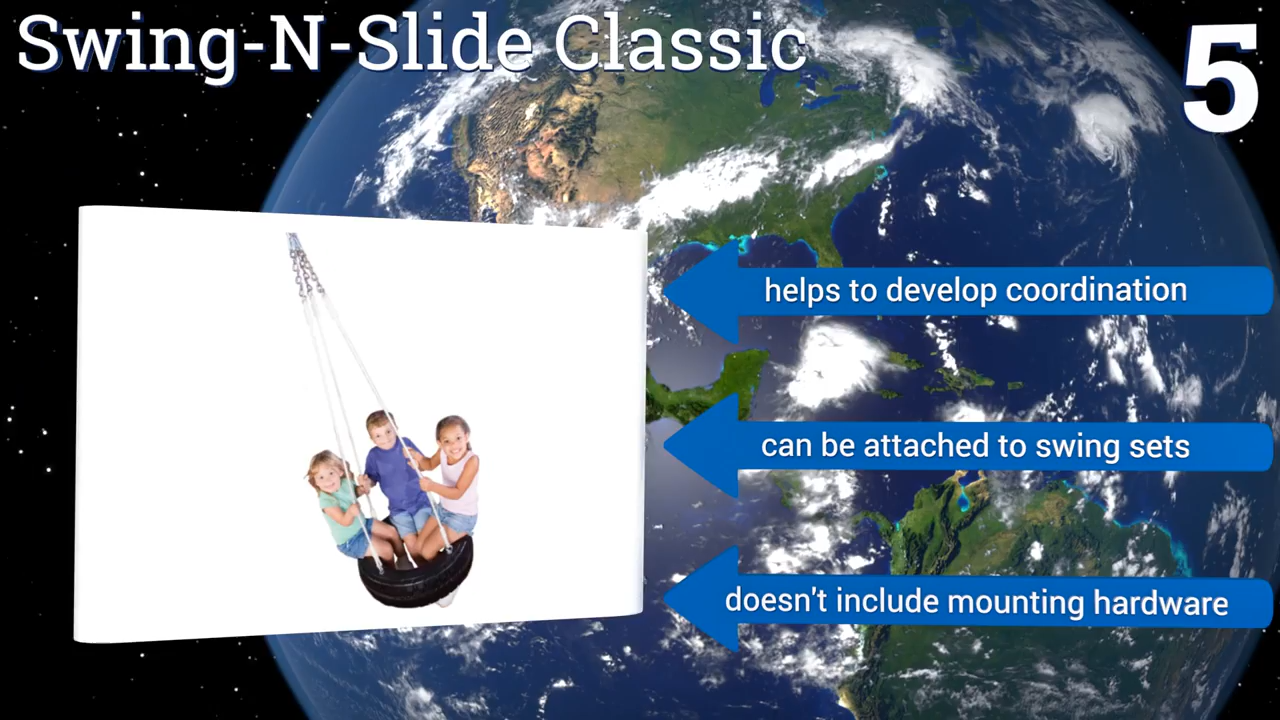 Swing-N-Slide Classic
5
helps to develop coordination
can be attached to swing sets
doesn't include mounting hardware